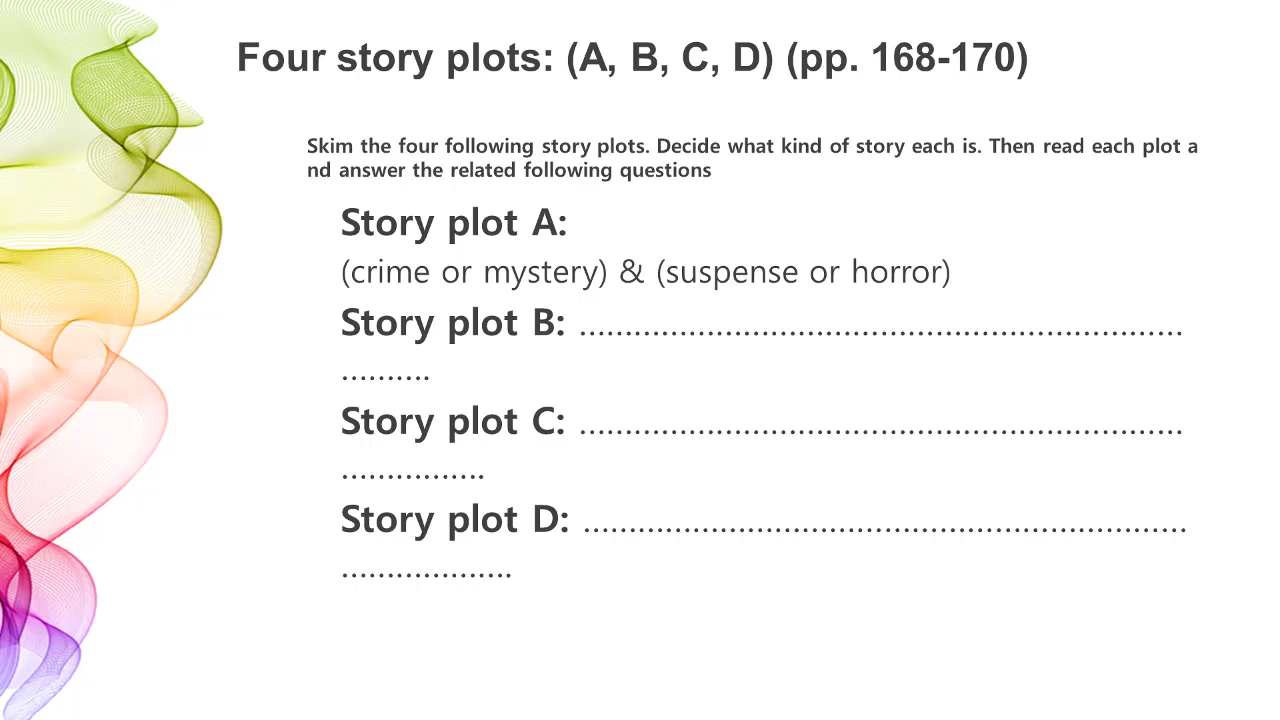 Four story plots: (A, B, C, D) (pp. 168-170)
Skim the four following story plots. Decide what kind of story each is. Then read each plot a
nd answer the related following questions
Story plot A:
(crime or mystery) & (suspense or horror)
Story plot B: ……………………………………………………………
……….
Story plot C: ……………………………………………………………
…………….
Story plot D: ……………………………………………………………
……………….